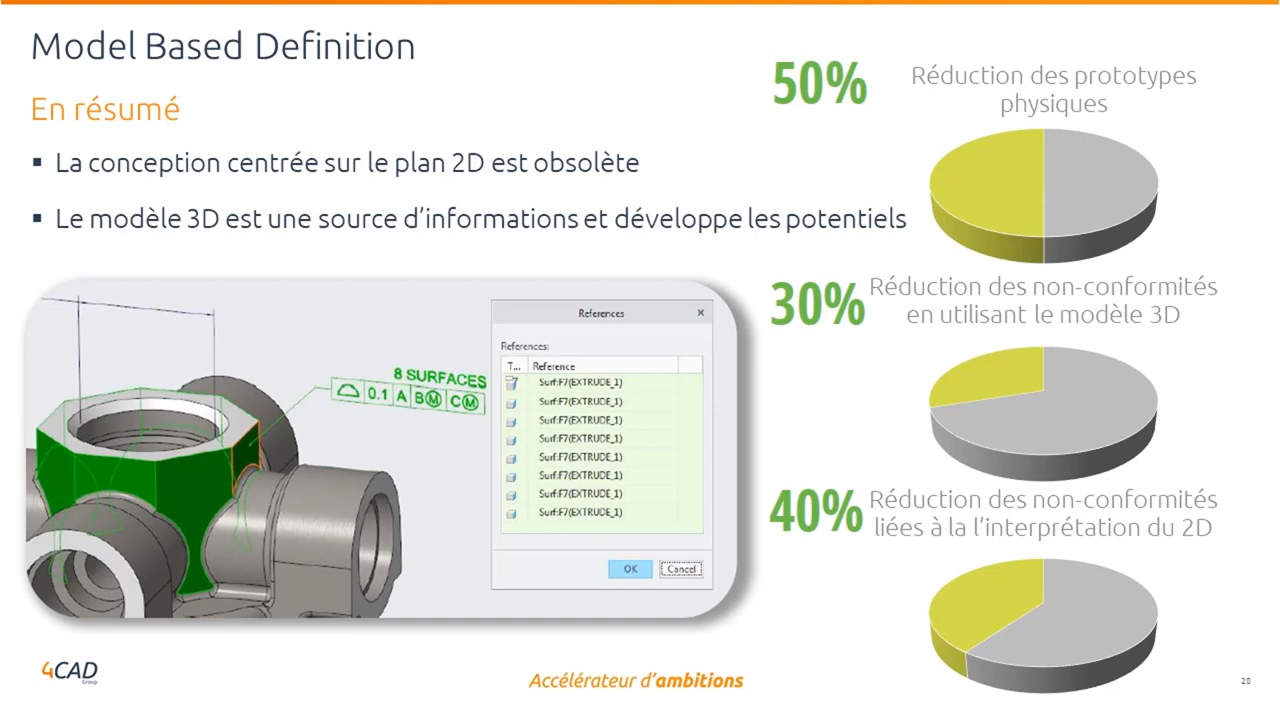 Model Based Definition
En résumé
▪ La conception centrée sur le plan 2D est obsolète
▪ Le modèle 3D est une source d’informations et développe les potentiels
50%
Réduction des prototypes
physiques
30%
Réduction des non-conformités
en utilisant le modèle 3D
40%
Réduction des non-conformités
liées à la l’interprétation du 2D
8 SURFACES
0.1 A BⓂ CⓂ
References
References:
T... Reference
Surf:F7(EXTRUDE_1)
Surf:F7(EXTRUDE_1)
Surf:F7(EXTRUDE_1)
Surf:F7(EXTRUDE_1)
Surf:F7(EXTRUDE_1)
Surf:F7(EXTRUDE_1)
Surf:F7(EXTRUDE_1)
Surf:F7(EXTRUDE_1)
OK Cancel
4CAD
Group
Accélérateur d’ambitions
28